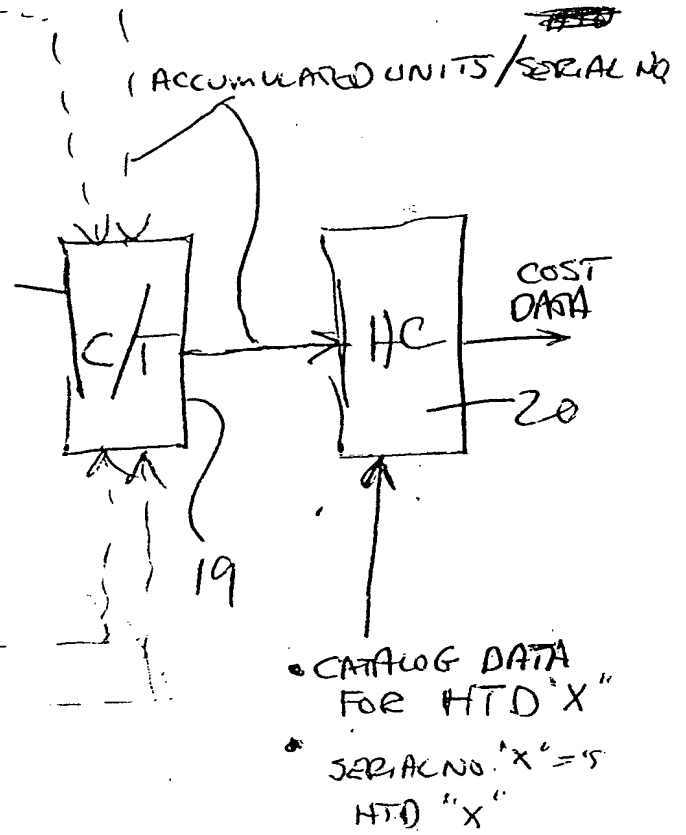 ACCUMULATED UNITS/SERIAL NO
C/T
HC
COST
DATA
20
19
• CATALOG DATA
FOR HTD "X"
• SERIAL NO. "X" =
HTD "X"